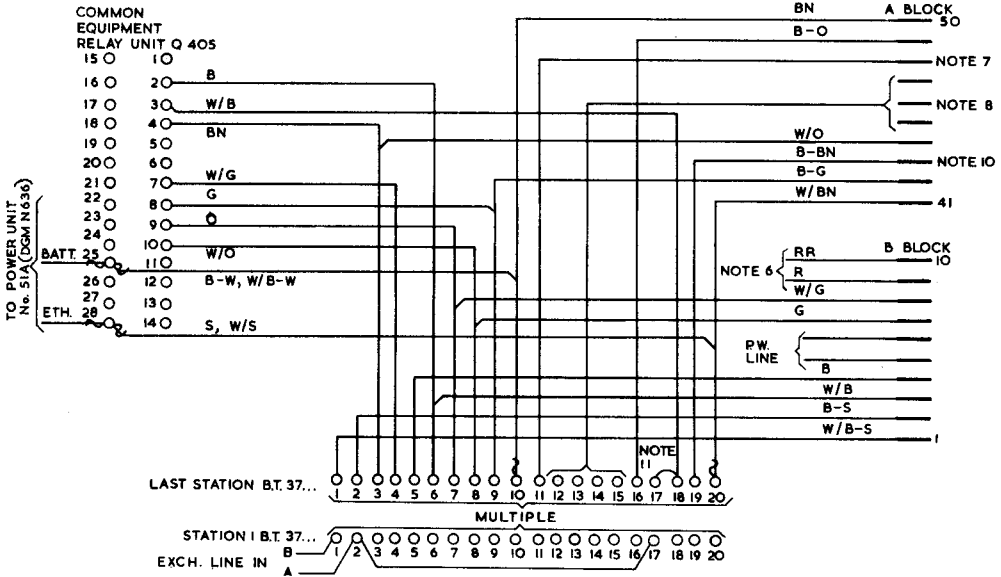 COMMON
EQUIPMENT
RELAY UNIT Q 405
15 1
16 2 B
17 3 W/B
18 4 BN
19 5
20 6
21 7 W/G
22 8 G
23 9 O
24 10 W/O
BATT. 25 11
26 12 B-W, W/B-W
27 13
ETH. 28 14 S, W/S
TO POWER UNIT
No. 51A (DGM N636)
BN A BLOCK
50
B-O
NOTE 7
NOTE 8
W/O
B-BN NOTE 10
B-G
W/BN 41
B BLOCK
RR 10
NOTE 6 R
W/G
G
P.W.
LINE
B
W/B
B-S
W/B-S 1
NOTE
11
LAST STATION B.T. 37...
1 2 3 4 5 6 7 8 9 10 11 12 13 14 15 16 17 18 19 20
MULTIPLE
STATION 1 B.T. 37...
1 2 3 4 5 6 7 8 9 10 11 12 13 14 15 16 17 18 19 20
EXCH. LINE IN B
A